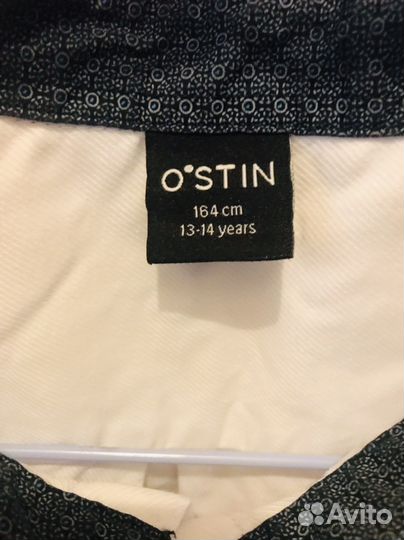 O'STIN
164 cm
13-14 years
Avito